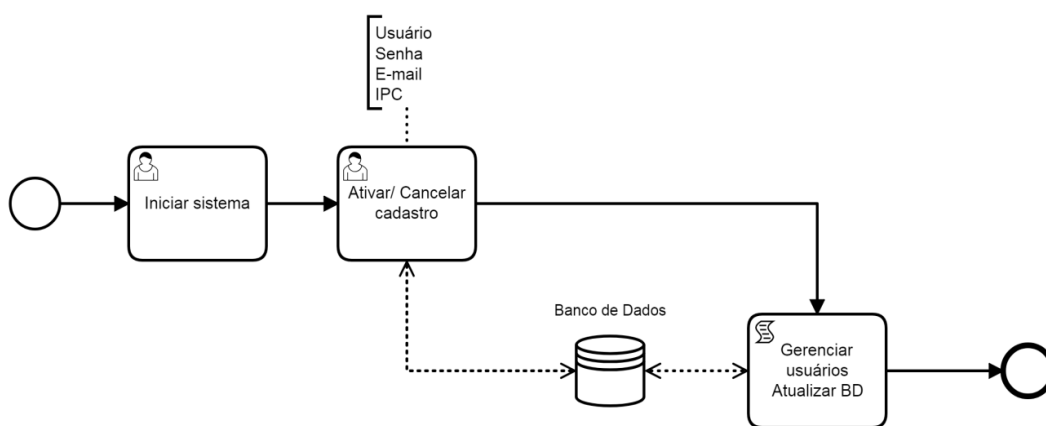 Usuário
Senha
E-mail
IPC
Iniciar sistema
Ativar/ Cancelar
cadastro
Banco de Dados
Gerenciar
usuários
Atualizar BD